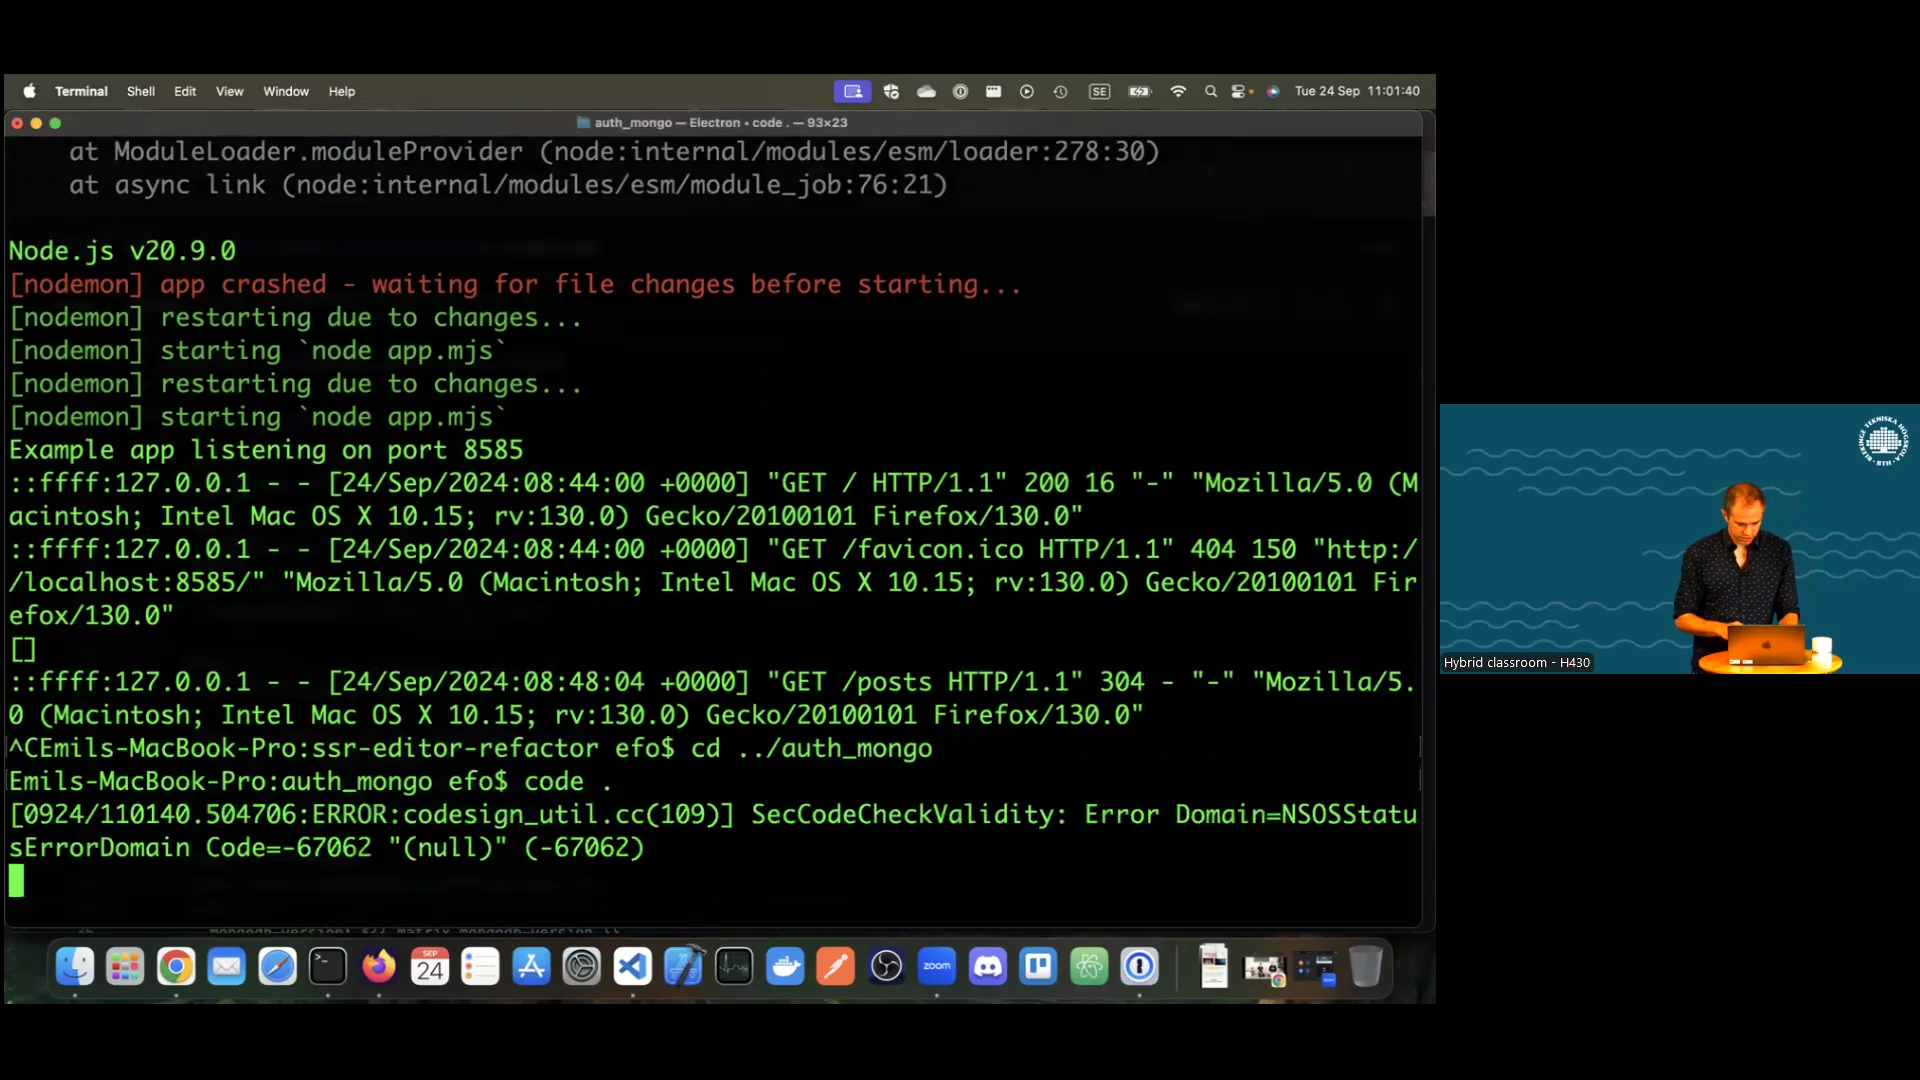 Terminal Shell Edit View Window Help SE Tue 24 Sep 11:01:40
auth_mongo — Electron • code . — 93×23
at ModuleLoader.moduleProvider (node:internal/modules/esm/loader:278:30)
at async link (node:internal/modules/esm/module_job:76:21)
Node.js v20.9.0
[nodemon] app crashed - waiting for file changes before starting...
[nodemon] restarting due to changes...
[nodemon] starting `node app.mjs`
[nodemon] restarting due to changes...
[nodemon] starting `node app.mjs`
Example app listening on port 8585
::ffff:127.0.0.1 - - [24/Sep/2024:08:44:00 +0000] "GET / HTTP/1.1" 200 16 "-" "Mozilla/5.0 (M
acintosh; Intel Mac OS X 10.15; rv:130.0) Gecko/20100101 Firefox/130.0"
::ffff:127.0.0.1 - - [24/Sep/2024:08:44:00 +0000] "GET /favicon.ico HTTP/1.1" 404 150 "http:/
/localhost:8585/" "Mozilla/5.0 (Macintosh; Intel Mac OS X 10.15; rv:130.0) Gecko/20100101 Fir
efox/130.0"
[]
::ffff:127.0.0.1 - - [24/Sep/2024:08:48:04 +0000] "GET /posts HTTP/1.1" 304 - "-" "Mozilla/5.
0 (Macintosh; Intel Mac OS X 10.15; rv:130.0) Gecko/20100101 Firefox/130.0"
^CEmils-MacBook-Pro:ssr-editor-refactor efo$ cd ../auth_mongo
Emils-MacBook-Pro:auth_mongo efo$ code .
[0924/110140.504706:ERROR:codesign_util.cc(109)] SecCodeCheckValidity: Error Domain=NSOSStatu
sErrorDomain Code=-67062 "(null)" (-67062)
SEP
24
zoom
BLEKINGE TEKNISKA HÖGSKOLA · BTH ·
Hybrid classroom - H430